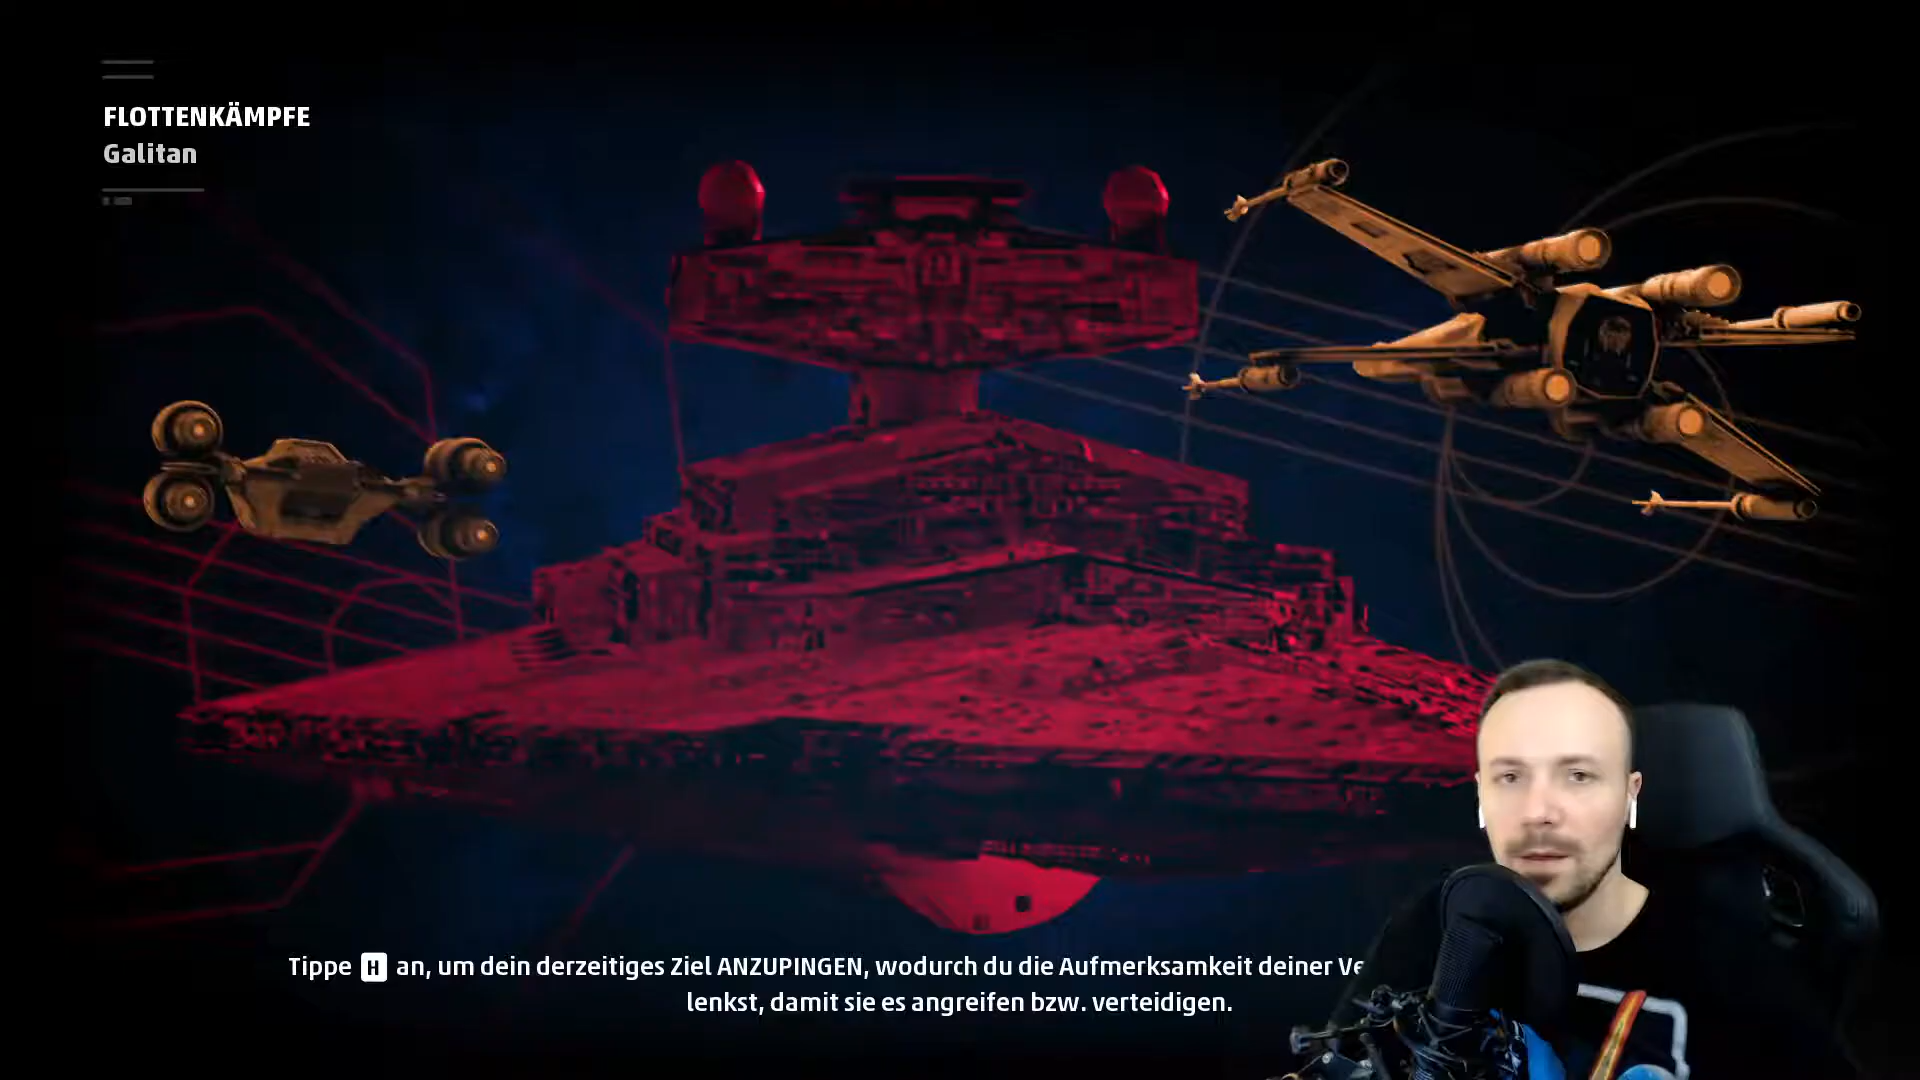 FLOTTENKÄMPFE
Galitan
Tippe H an, um dein derzeitiges Ziel ANZUPINGEN, wodurch du die Aufmerksamkeit deiner
lenkst, damit sie es angreifen bzw. verteidigen.